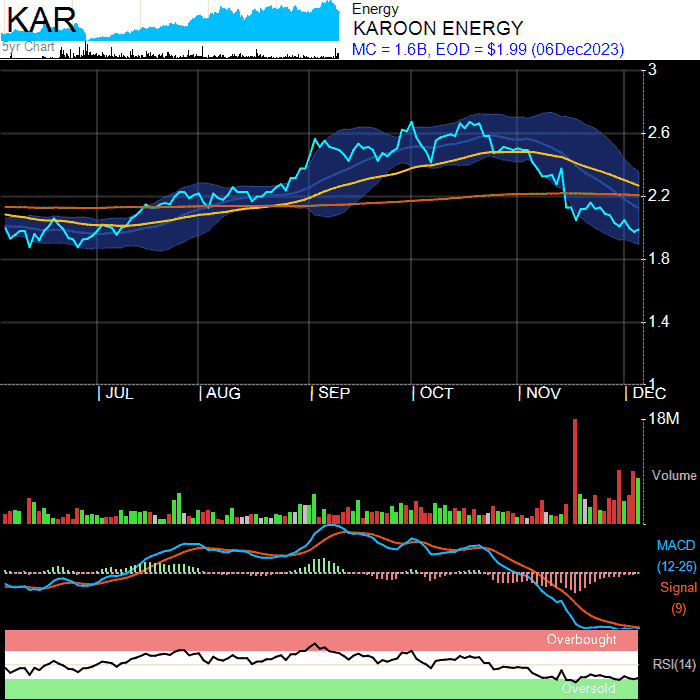 KAR
5yr Chart
Energy
KAROON ENERGY
MC = 1.6B, EOD = $1.99 (06Dec2023)
3
2.6
2.2
1.8
1.4
1
JUL AUG SEP OCT NOV DEC
18M
Volume
MACD
(12-26)
Signal
(9)
Overbought
RSI(14)
Oversold